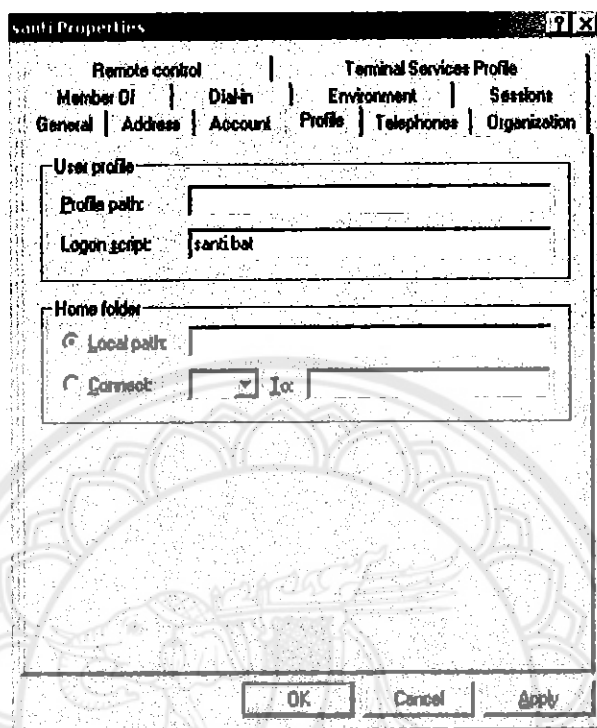 santi Properties
Remote control Terminal Services Profile
Member Of Dial-in Environment Sessions
General Address Account Profile Telephones Organization
User profile
Profile path:
Logon script: santi.bat
Home folder
Local path:
Connect: To:
OK Cancel Apply